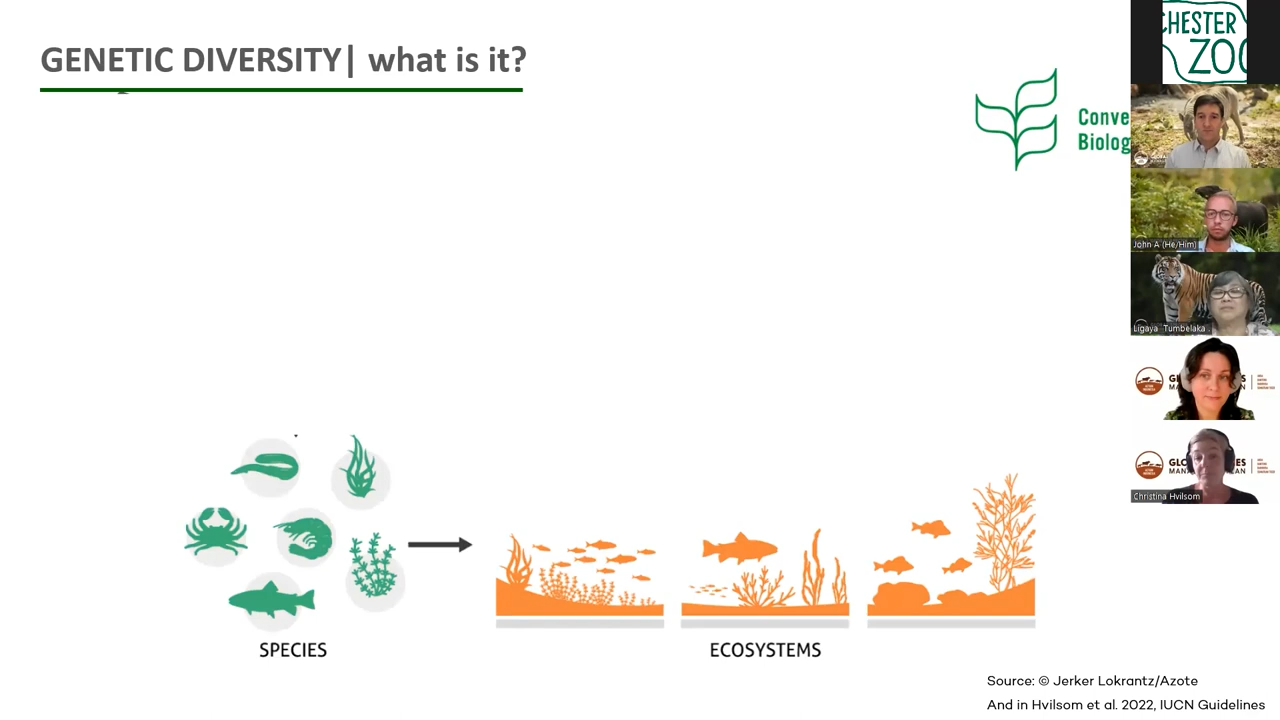 GENETIC DIVERSITY| what is it?
CHESTER
ZOO
Conve
Biolog
John A (He/Him)
Ligaya Tumbelaka
Christina Hvilsom
SPECIES
ECOSYSTEMS
Source: © Jerker Lokrantz/Azote
And in Hvilsom et al. 2022, IUCN Guidelines